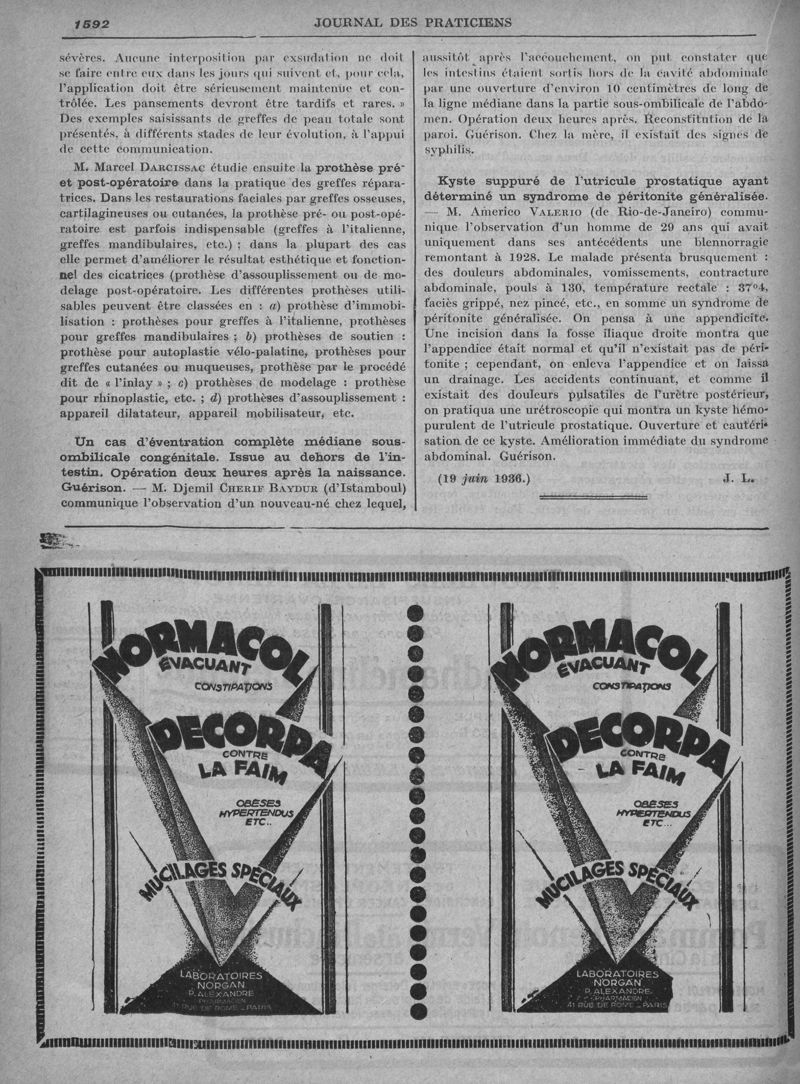 1592
JOURNAL DES PRATICIENS
sévères. Aucune interposition par exsudation ne doit
se faire entre eux dans les jours qui suivent et, pour cela,
l'application doit être sérieusement maintenue et con-
trôlée. Les pansements devront être tardifs et rares. »
Des exemples saisissants de greffes de peau totale sont
présentés, à différents stades de leur évolution, à l'appui
de cette communication.
M. Marcel DARCISSAC étudie ensuite la prothèse pré-
et post-opératoire dans la pratique des greffes répara-
trices. Dans les restaurations faciales par greffes osseuses,
cartilagineuses ou cutanées, la prothèse pré- ou post-opé-
ratoire est parfois indispensable (greffes à l'italienne,
greffes mandibulaires, etc.) ; dans la plupart des cas
elle permet d'améliorer le résultat esthétique et fonction-
nel des cicatrices (prothèse d'assouplissement ou de mo-
delage post-opératoire. Les différentes prothèses utili-
sables peuvent être classées en : a) prothèse d'immobi-
lisation : prothèses pour greffes à l'italienne, prothèses
pour greffes mandibulaires ; b) prothèses de soutien :
prothèse pour autoplastie vélo-palatine, prothèses pour
greffes cutanées ou muqueuses, prothèse par le procédé
dit de « l'inlay » ; c) prothèses de modelage : prothèse
pour rhinoplastie, etc. ; d) prothèses d'assouplissement :
appareil dilatateur, appareil mobilisateur, etc.
Un cas d'éventration complète médiane sous-
ombilicale congénitale. Issue au dehors de l'in-
testin. Opération deux heures après la naissance.
Guérison. — M. Djemil CHERIF BAYDUR (d'Istamboul)
communique l'observation d'un nouveau-né chez lequel,
aussitôt après l'accouchement, on put constater que
les intestins étaient sortis hors de la cavité abdominale
par une ouverture d'environ 10 centimètres de long de
la ligne médiane dans la partie sous-ombilicale de l'abdo-
men. Opération deux heures après. Reconstitution de la
paroi. Guérison. Chez la mère, il existait des signes de
syphilis.
Kyste suppuré de l'utricule prostatique ayant
déterminé un syndrome de péritonite généralisée.
— M. Americo VALERIO (de Rio-de-Janeiro) commu-
nique l'observation d'un homme de 29 ans qui avait
uniquement dans ses antécédents une blennorragie
remontant à 1928. Le malade présenta brusquement :
des douleurs abdominales, vomissements, contracture
abdominale, pouls à 130, température rectale : 37°4,
faciès grippé, nez pincé, etc., en somme un syndrome de
péritonite généralisée. On pensa à une appendicite.
Une incision dans la fosse iliaque droite montra que
l'appendice était normal et qu'il n'existait pas de péri-
tonite ; cependant, on enleva l'appendice et on laissa
un drainage. Les accidents continuant, et comme il
existait des douleurs pulsatiles de l'urètre postérieur,
on pratiqua une urétroscopie qui montra un kyste hémo-
purulent de l'utricule prostatique. Ouverture et cautéri-
sation de ce kyste. Amélioration immédiate du syndrome
abdominal. Guérison.
(19 juin 1936.) J. L.
NORMACOL
ÉVACUANT
CONSTIPATIONS
DECORPA
CONTRE
LA FAIM
OBÈSES
HYPERTENDUS
ETC..
MUCILAGES SPÉCIAUX
LABORATOIRES
NORGAN
P. ALEXANDRE
PHARMACIEN
41 RUE DE ROME _ PARIS
NORMACOL
ÉVACUANT
CONSTIPATIONS
DECORPA
CONTRE
LA FAIM
OBÈSES
HYPERTENDUS
ETC...
MUCILAGES SPÉCIAUX
LABORATOIRES
NORGAN
P. ALEXANDRE
PHARMACIEN
41 RUE DE ROME _ PARIS